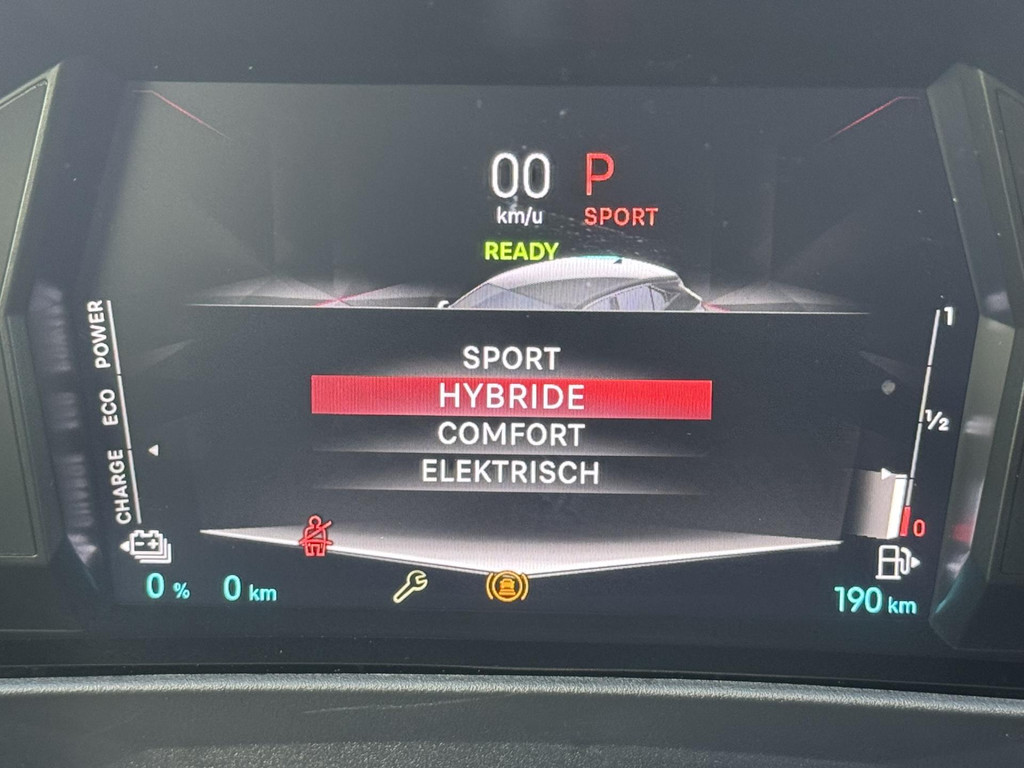 00 P
km/u SPORT
READY
POWER
ECO
CHARGE
SPORT
HYBRIDE
COMFORT
ELEKTRISCH
1
1/2
0
0 % 0 km
190 km